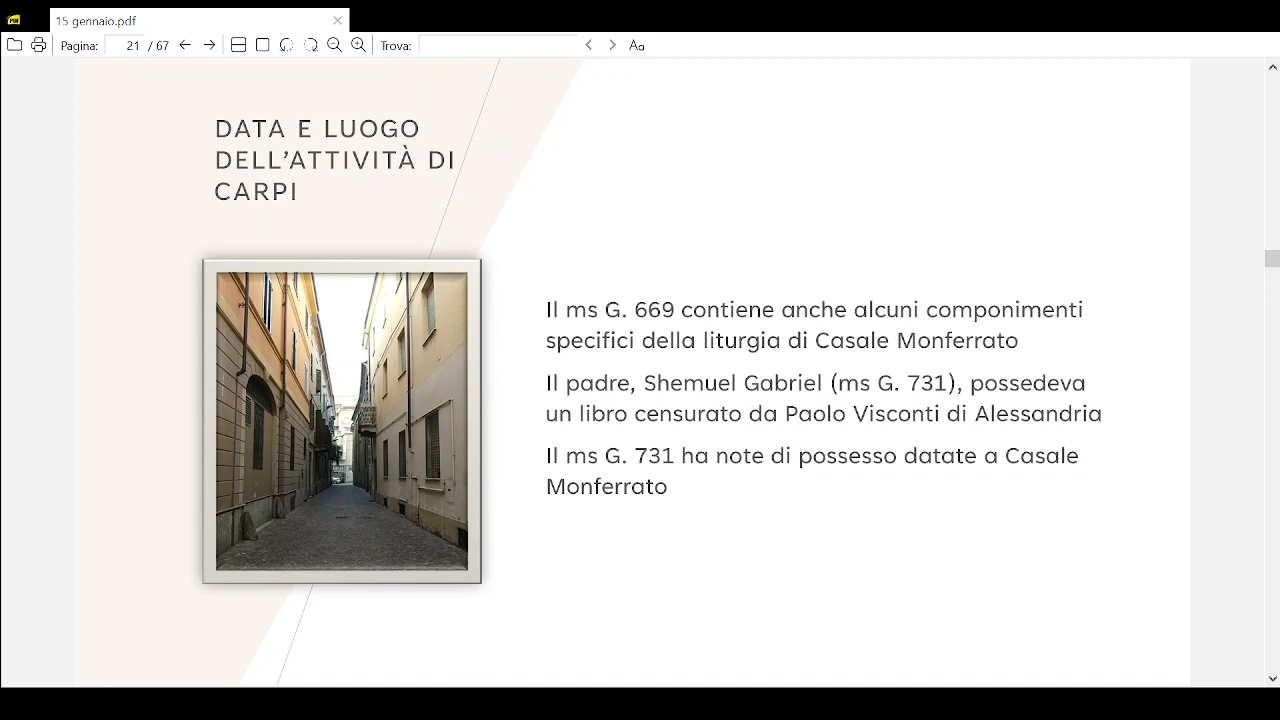 15 gennaio.pdf
Pagina: 21 / 67 Trova: Aa
DATA E LUOGO
DELL'ATTIVITÀ DI
CARPI
Il ms G. 669 contiene anche alcuni componimenti
specifici della liturgia di Casale Monferrato
Il padre, Shemuel Gabriel (ms G. 731), possedeva
un libro censurato da Paolo Visconti di Alessandria
Il ms G. 731 ha note di possesso datate a Casale
Monferrato